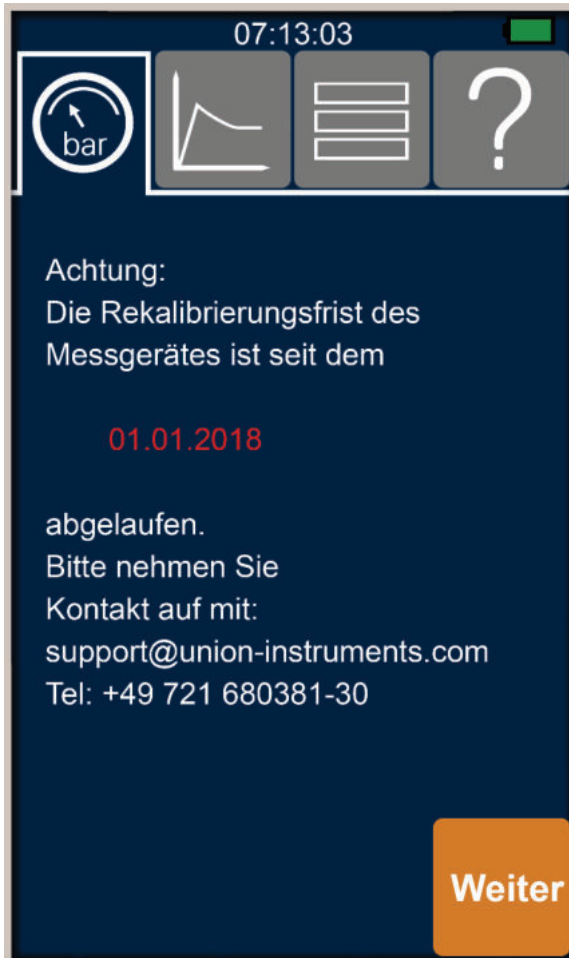 07:13:03
bar
?
Achtung:
Die Rekalibrierungsfrist des
Messgerätes ist seit dem
01.01.2018
abgelaufen.
Bitte nehmen Sie
Kontakt auf mit:
support@union-instruments.com
Tel: +49 721 680381-30
Weiter